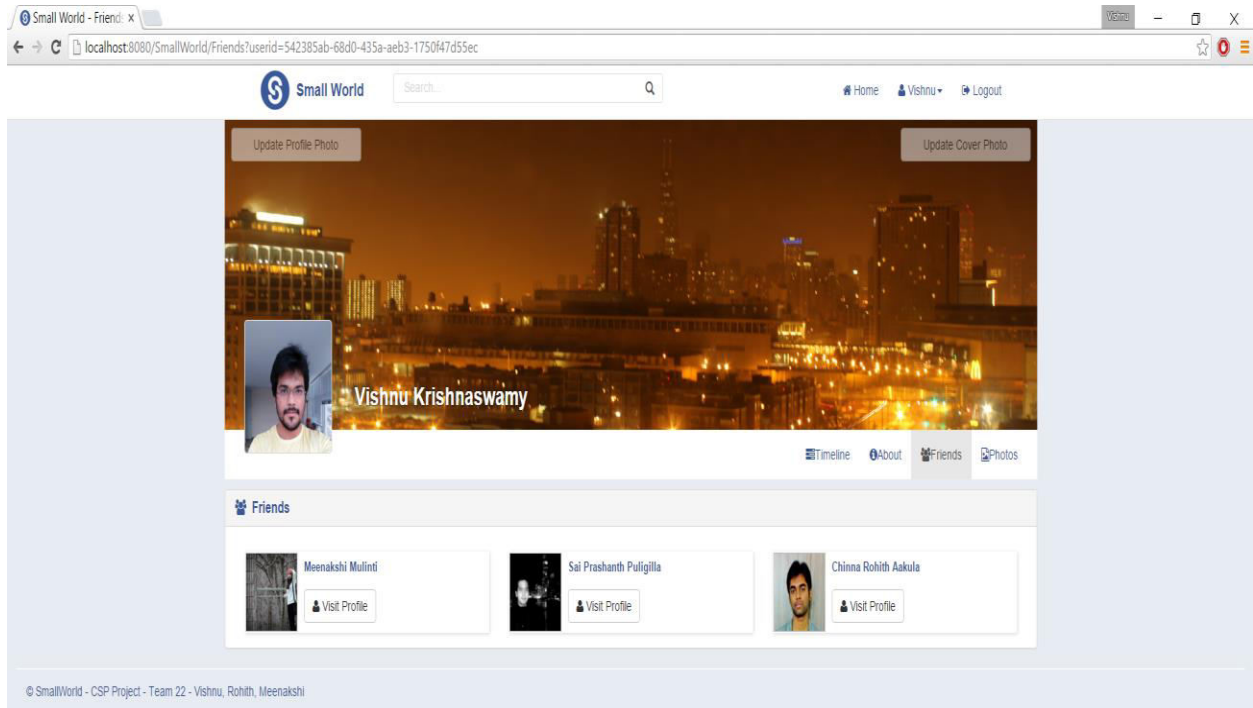 Small World - Friend
Vishnu
localhost:8080/SmallWorld/Friends?userid=542385ab-68d0-435a-aeb3-1750f47d55ec
S Small World
Search...
Home Vishnu Logout
Update Profile Photo
Update Cover Photo
Vishnu Krishnaswamy
Timeline About Friends Photos
Friends
Meenakshi Mulinti
Visit Profile
Sai Prashanth Puligilla
Visit Profile
Chinna Rohith Aakula
Visit Profile
© SmallWorld - CSP Project - Team 22 - Vishnu, Rohith, Meenakshi